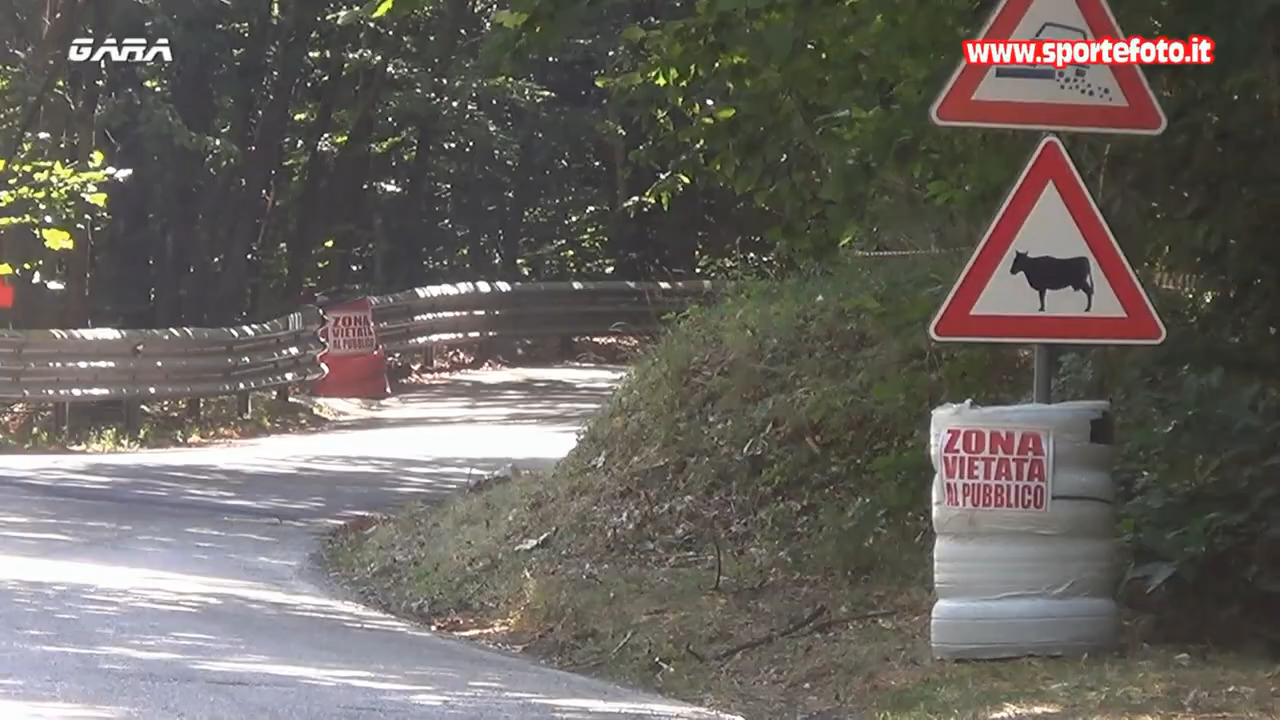 GARA
www.sportefoto.it
ZONA
VIETATA
AL PUBBLICO
ZONA
VIETATA
AL PUBBLICO